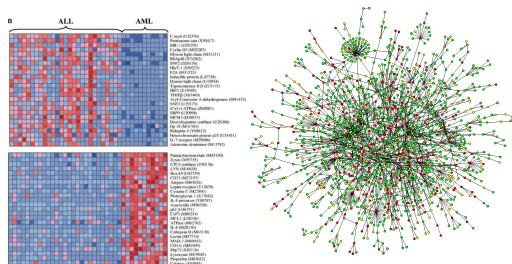 B
ALL
AML
C-myb (U22376)
Proteasome iota (X59417)
MB-1 (U05259)
Cyclin D3 (M92287)
Myosin light chain (M31211)
RbAp48 (X74262)
SNF2 (D26156)
HkrT-1 (S50223)
E2A (M31523)
Inducible protein (L47738)
Dynein light chain (U32944)
Topoisomerase II β (Z15115)
IRF2 (X15949)
TFIIEβ (X63469)
Acyl-Coenzyme A dehydrogenase (M91432)
SNF2 (U29175)
(Ca2+)-ATPase (Z69881)
SRP9 (U20998)
MCM3 (D38073)
Deoxyhypusine synthase (U26266)
Op 18 (M31303)
Rabaptin-5 (Y08612)
Heterochromatin protein p25 (U35451)
IL-7 receptor (M29696)
Adenosine deaminase (M13792)
Fumarylacetoacetate (M55150)
Zyxin (X95735)
LTC4 synthase (U50136)
LYN (M16038)
HoxA9 (U82759)
CD33 (M23197)
Adipsin (M84526)
Leptin receptor (Y12670)
Cystatin C (M27891)
Proteoglycan 1 (X17042)
IL-8 precursor (Y00787)
Azurocidin (M96326)
p62 (U46751)
CyP3 (M80254)
MCL1 (L08246)
ATPase (M62762)
IL-8 (M28130)
Cathepsin D (M63138)
Lectin (M57710)
MAD-3 (M69043)
CD11c (M81695)
Ebp72 (X85116)
Lysozyme (M19045)
Properdin (M83652)